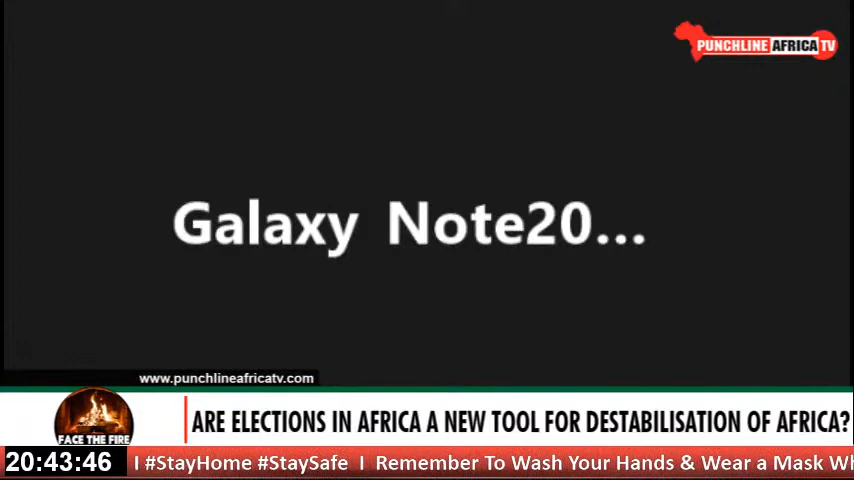 PUNCHLINE AFRICA TV
Galaxy Note20...
www.punchlineafricatv.com
FACE THE FIRE
ARE ELECTIONS IN AFRICA A NEW TOOL FOR DESTABILISATION OF AFRICA?
20:43:46
I #StayHome #StaySafe I Remember To Wash Your Hands & Wear a Mask Wh